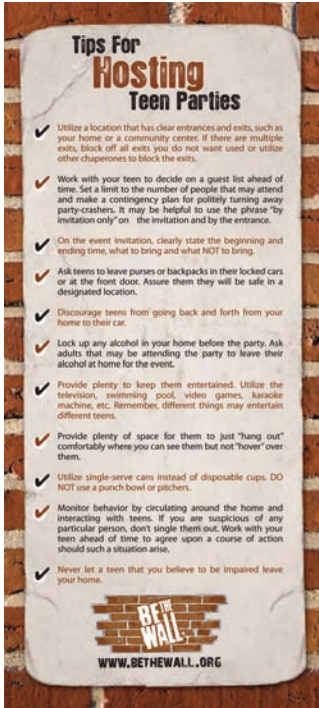 Tips For
Hosting
Teen Parties
Utilize a location that has clear entrances and exits, such as
your home or a community center. If there are multiple
exits, block off all exits you do not want used or utilize
other chaperones to block the exits.
Work with your teen to decide on a guest list ahead of
time. Set a limit to the number of people that may attend
and make a contingency plan for politely turning away
party-crashers. It may be helpful to use the phrase "by
invitation only" on the invitation and by the entrance.
On the event invitation, clearly state the beginning and
ending time, what to bring and what NOT to bring.
Ask teens to leave purses or backpacks in their locked cars
or at the front door. Assure them they will be safe in a
designated location.
Discourage teens from going back and forth from your
home to their car.
Lock up any alcohol in your home before the party. Ask
adults that may be attending the party to leave their
alcohol at home for the event.
Provide plenty to keep them entertained. Utilize the
television, swimming pool, video games, karaoke
machine, etc. Remember, different things may entertain
different teens.
Provide plenty of space for them to just "hang out"
comfortably where you can see them but not "hover" over
them.
Utilize single-serve cans instead of disposable cups. DO
NOT use a punch bowl or pitchers.
Monitor behavior by circulating around the home and
interacting with teens. If you are suspicious of any
particular person, don't single them out. Work with your
teen ahead of time to agree upon a course of action
should such a situation arise.
Never let a teen that you believe to be impaired leave
your home.
BE THE
WALL
WWW.BETHEWALL.ORG